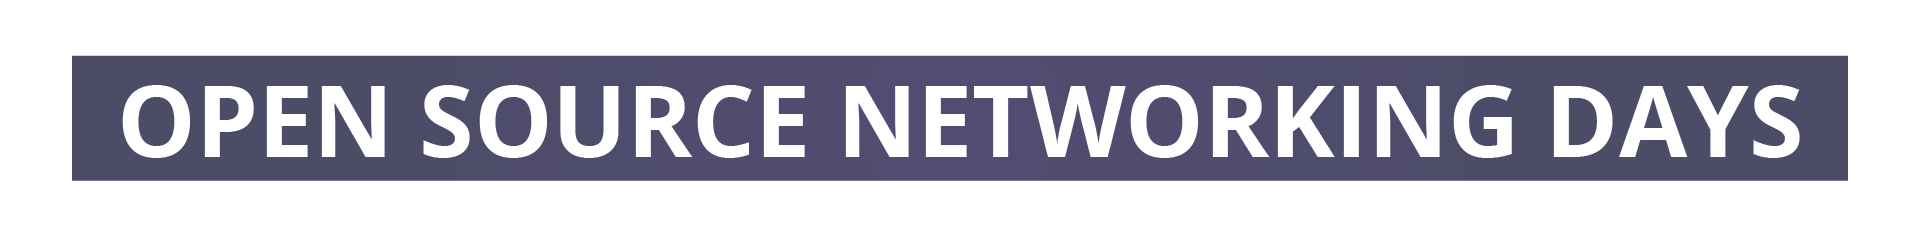 OPEN SOURCE NETWORKING DAYS